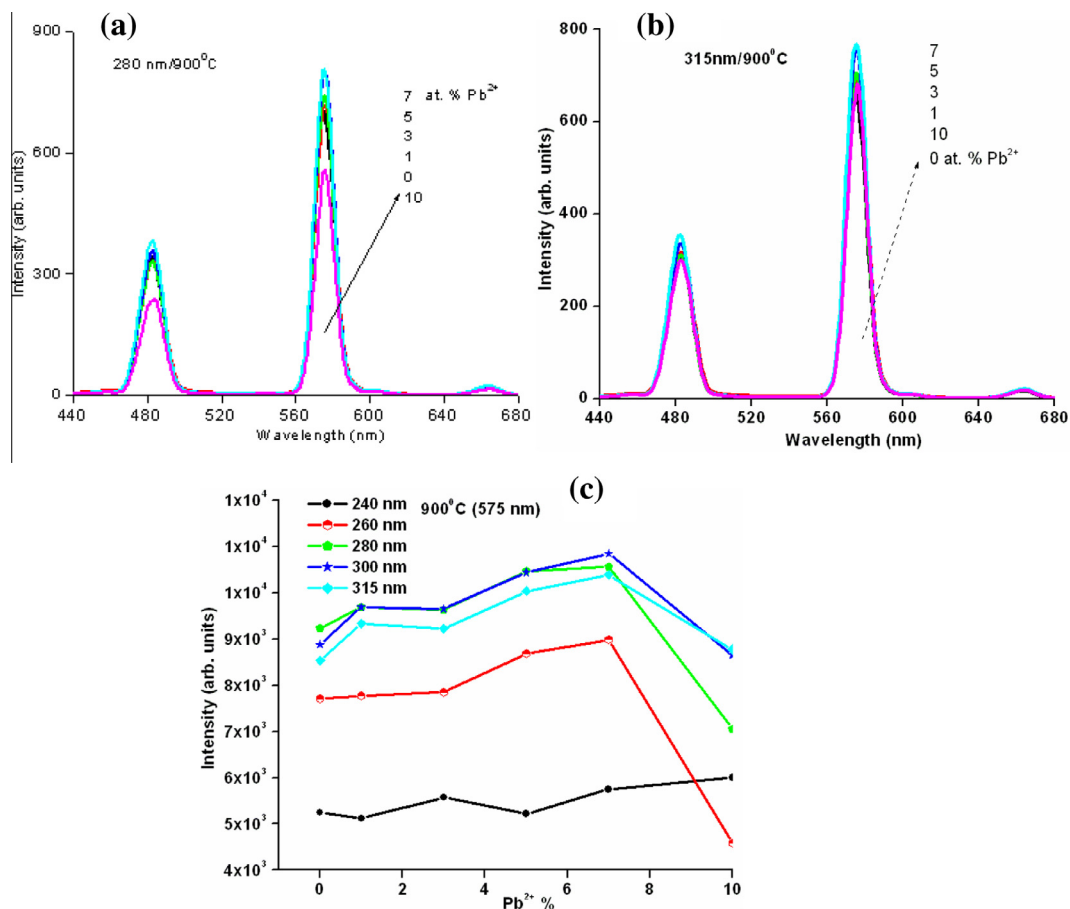 (a)
280 nm/900⁰C
7 at. % Pb²⁺
5
3
1
0
10
900
600
300
0
Intensity (arb. units)
440 480 520 560 600 640 680
Wavelength (nm)
(b)
315nm/900⁰C
7
5
3
1
10
0 at. % Pb²⁺
800
600
400
200
0
Intensity (arb. units)
440 480 520 560 600 640 680
Wavelength (nm)
(c)
240 nm
260 nm
280 nm
300 nm
315 nm
900⁰C (575 nm)
1x10⁴
1x10⁴
1x10⁴
9x10³
8x10³
7x10³
6x10³
5x10³
4x10³
Intensity (arb. units)
0 2 4 6 8 10
Pb²⁺ %